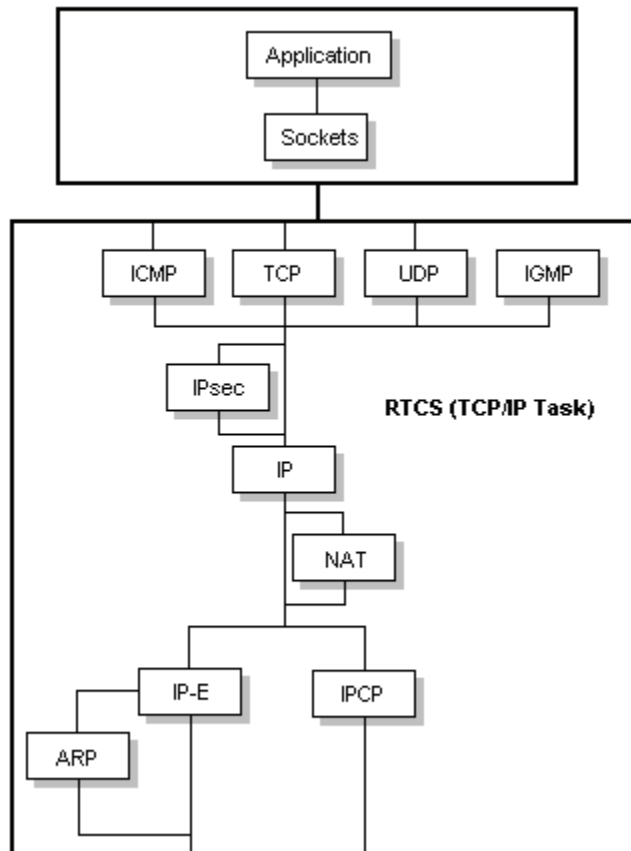 Application
Sockets
ICMP
TCP
UDP
IGMP
IPsec
RTCS (TCP/IP Task)
IP
NAT
IP-E
IPCP
ARP